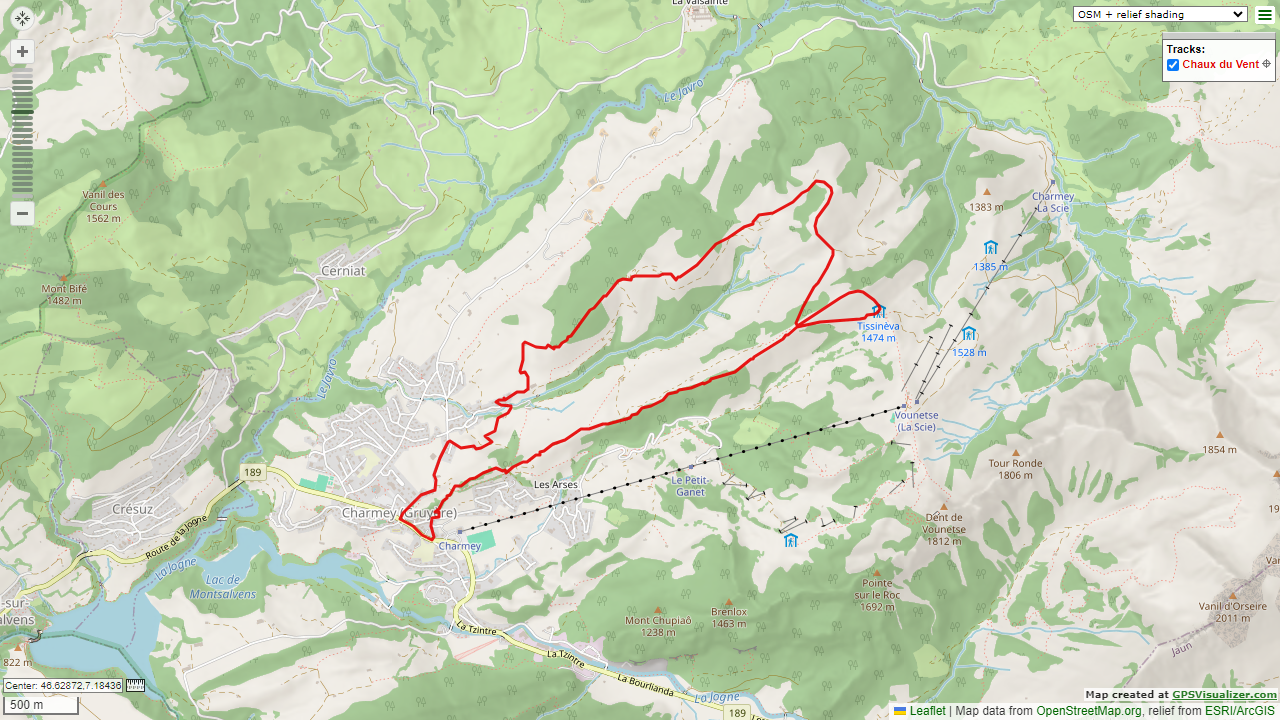 La Valsainte
OSM + relief shading
Tracks:
Chaux du Vent
Le Javro
Vanil des
Cours
1562 m
Charmey
La Scie
1383 m
1385 m
Cerniat
Mont Bifé
1482 m
Tissinèva
1474 m
1528 m
Le Javro
Vounetse
(La Scie)
1854 m
189
Tour Ronde
1806 m
Le Petit-
Ganet
Les Arses
Crésuz
Charmey (Gruyère)
Route de la Jogne
Charmey
Dent de
Vounetse
1812 m
La Jogne
Lac de
Montsalvens
Pointe
sur le Roc
1692 m
-sur-
alvens
Mont Chupiaô
1238 m
Brenlox
1463 m
Vanil d'Orseire
2011 m
La Tzintre
La Tzintre
Jaun
822 m
La Bourlianda
La Jogne
189
Center: 46.62872,7.18436
500 m
Map created at GPSVisualizer.com
Leaflet | Map data from OpenStreetMap.org, relief from ESRI/ArcGIS